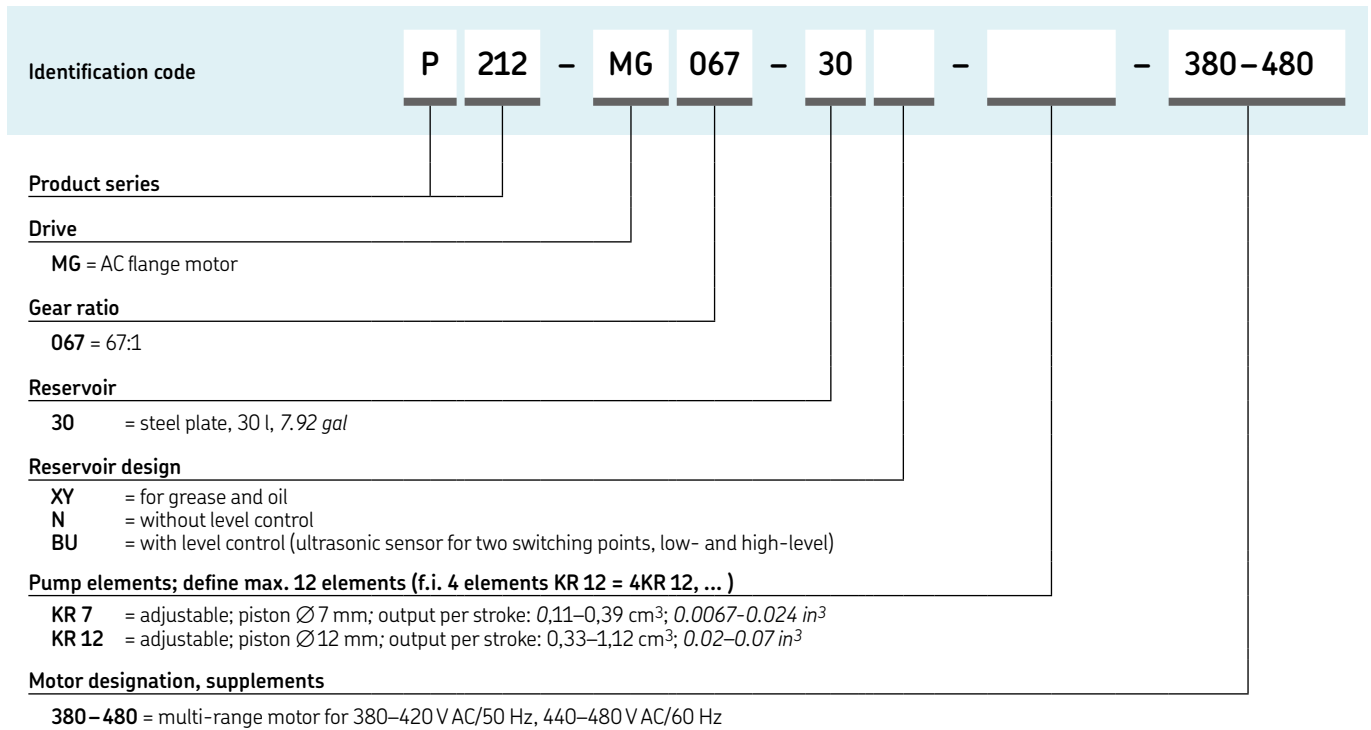 Identification code P 212 – MG 067 – 30 – – 380–480
Product series
Drive
MG = AC flange motor
Gear ratio
067 = 67:1
Reservoir
30 = steel plate, 30 l, 7.92 gal
Reservoir design
XY = for grease and oil
N = without level control
BU = with level control (ultrasonic sensor for two switching points, low- and high-level)
Pump elements; define max. 12 elements (f.i. 4 elements KR 12 = 4KR 12, ... )
KR 7 = adjustable; piston ∅ 7 mm; output per stroke: 0,11–0,39 cm³; 0.0067-0.024 in³
KR 12 = adjustable; piston ∅ 12 mm; output per stroke: 0,33–1,12 cm³; 0.02–0.07 in³
Motor designation, supplements
380–480 = multi-range motor for 380–420 V AC/50 Hz, 440–480 V AC/60 Hz